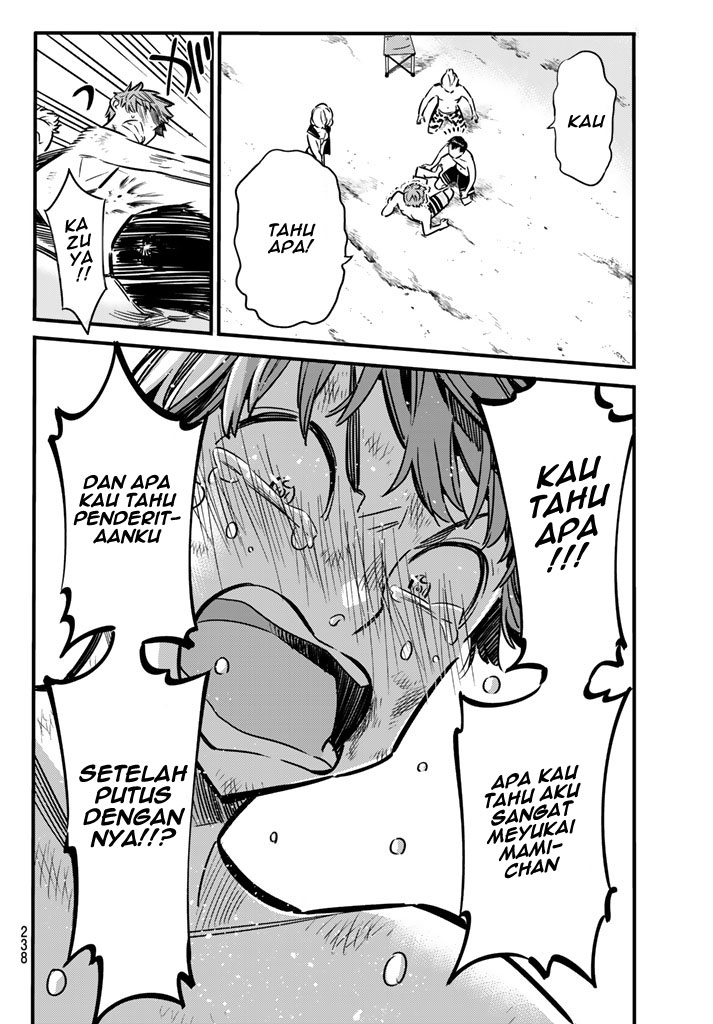 KAU
TAHU
APA!
KA
ZU
YA!!
KAU
TAHU
APA
!!!
APA KAU
TAHU AKU
SANGAT
MEYUKAI
MAMI-
CHAN
DAN APA
KAU TAHU
PENDERIT-
AANKU
SETELAH
PUTUS
DENGAN
NYA!!?
238